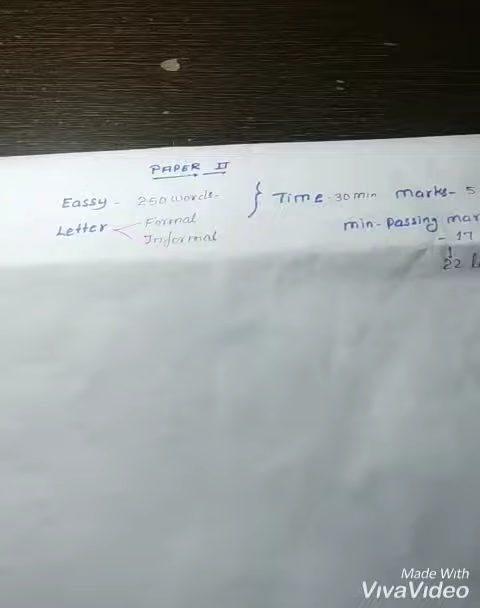 PAPER II
Eassy - 250 words-
Letter Formal
Informal
Time - 30 min marks - 5
min - Passing mar
- 17
22
Made With
VivaVideo